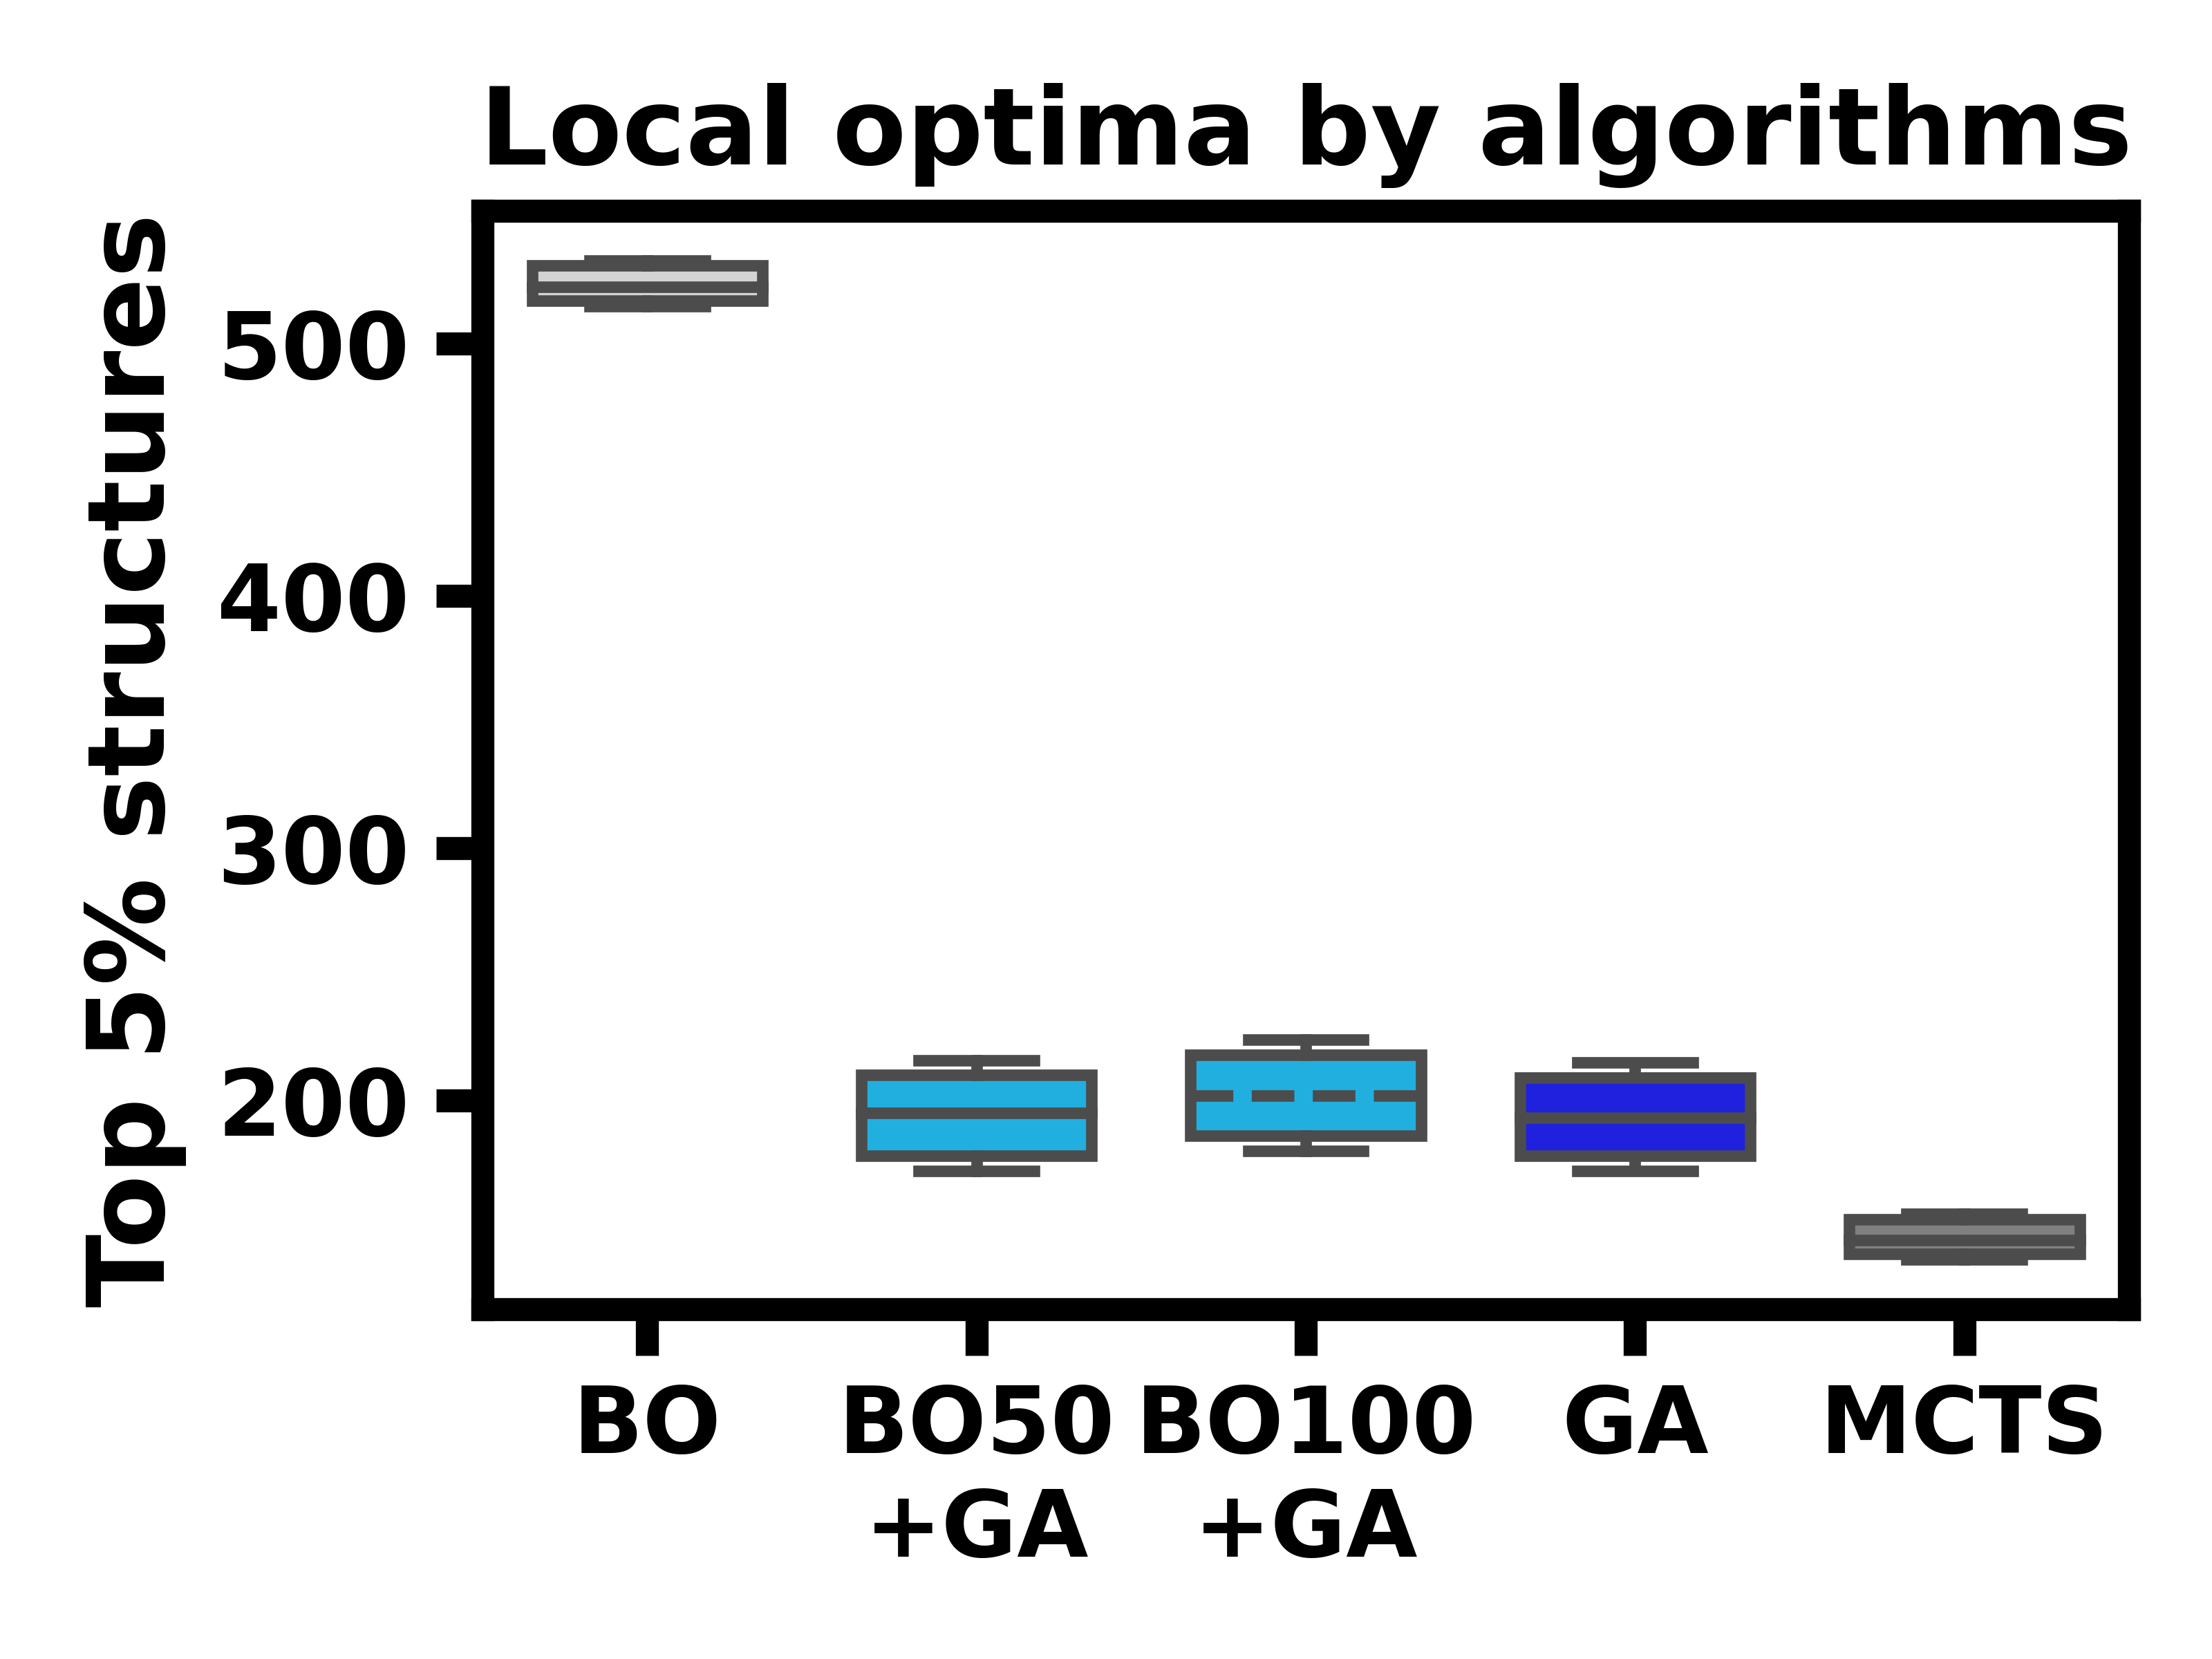 Local optima by algorithms
Top 5% structures
500
400
300
200
BO
BO50
+GA
BO100
+GA
GA
MCTS